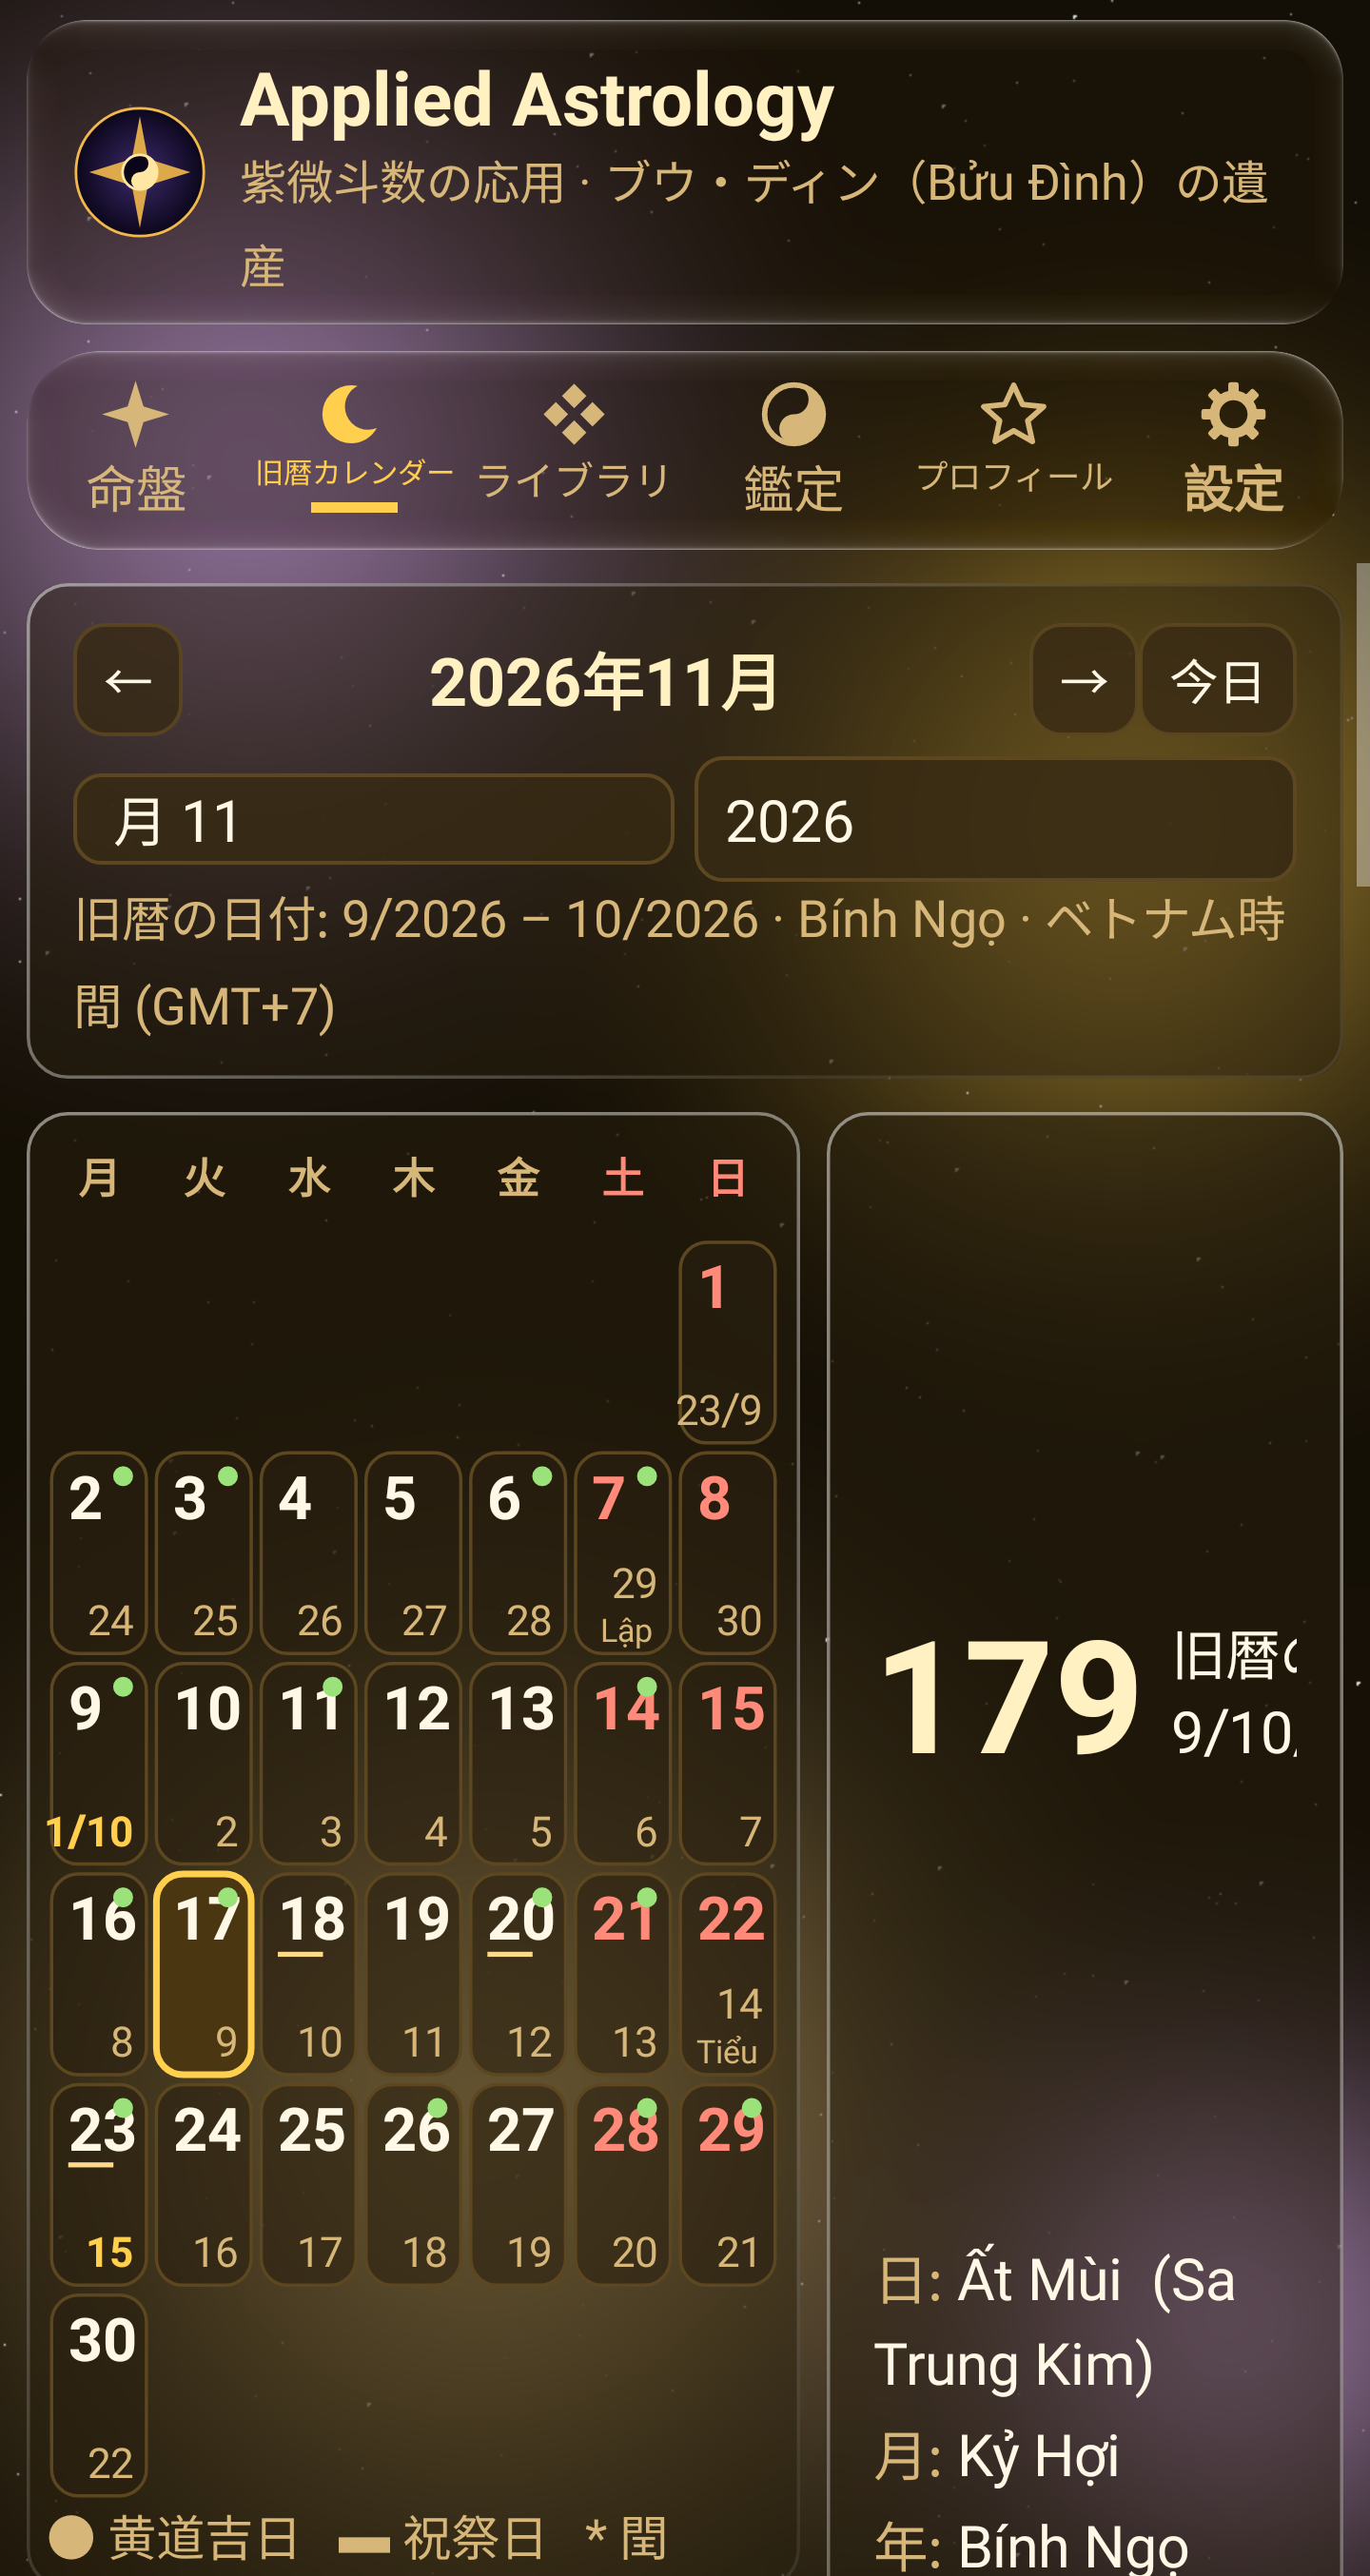 Applied Astrology
紫微斗数の応用 · ブウ・ディン（Bửu Đình）の遺
産
命盤 旧暦カレンダー ライブラリ 鑑定 プロフィール 設定
← 2026年11月 → 今日
月 11 2026
旧暦の日付: 9/2026 – 10/2026 · Bính Ngọ · ベトナム時
間 (GMT+7)
月 火 水 木 金 土 日
1
23/9
2 3 4 5 6 7 8
24 25 26 27 28 29 30
Lập
9 10 11 12 13 14 15
1/10 2 3 4 5 6 7
16 17 18 19 20 21 22
8 9 10 11 12 13 14
Tiểu
23 24 25 26 27 28 29
15 16 17 18 19 20 21
30
22
黄道吉日 祝祭日 * 閏
179
旧暦
9/10
日: Ất Mùi (Sa
Trung Kim)
月: Kỷ Hợi
年: Bính Ngọ